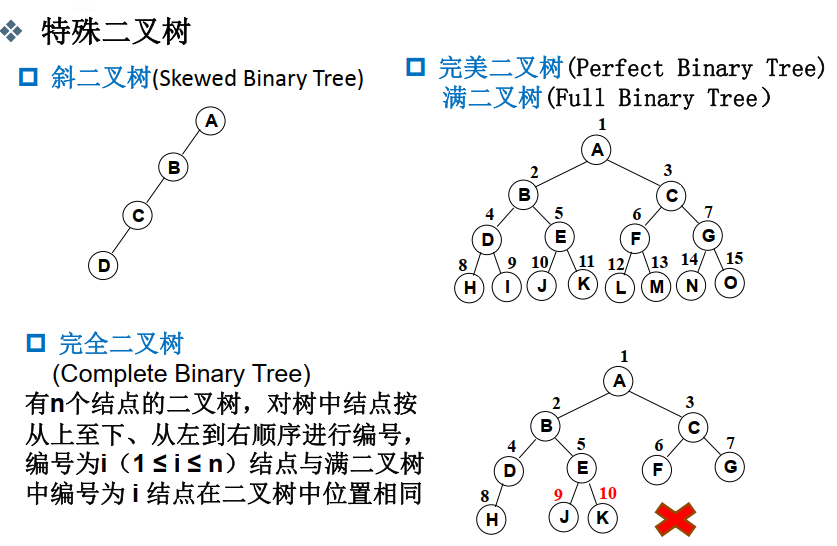 特殊二叉树
斜二叉树(Skewed Binary Tree)
A
B
C
D
完美二叉树(Perfect Binary Tree)
满二叉树(Full Binary Tree)
1
A
2 3
B C
4 5 6 7
D E F G
8 9 10 11 12 13 14 15
H I J K L M N O
完全二叉树
(Complete Binary Tree)
有n个结点的二叉树，对树中结点按
从上至下、从左到右顺序进行编号，
编号为i（1 ≤ i ≤ n）结点与满二叉树
中编号为 i 结点在二叉树中位置相同
1
A
2 3
B C
4 5 6 7
D E F G
8 9 10
H J K